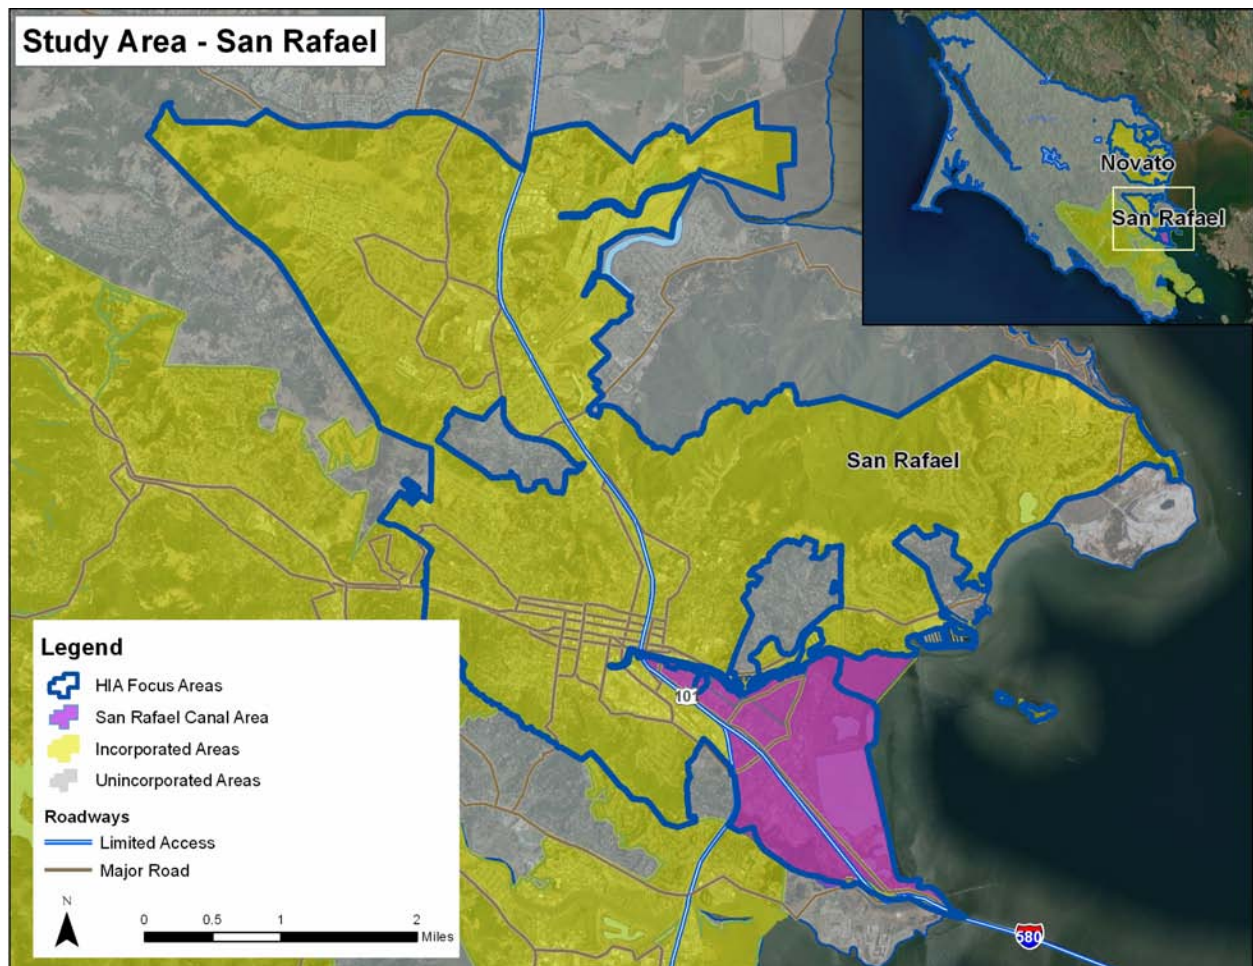 Study Area - San Rafael
Novato
San Rafael
San Rafael
101
580
Legend
HIA Focus Areas
San Rafael Canal Area
Incorporated Areas
Unincorporated Areas
Roadways
Limited Access
Major Road
N
0 0.5 1 2
Miles